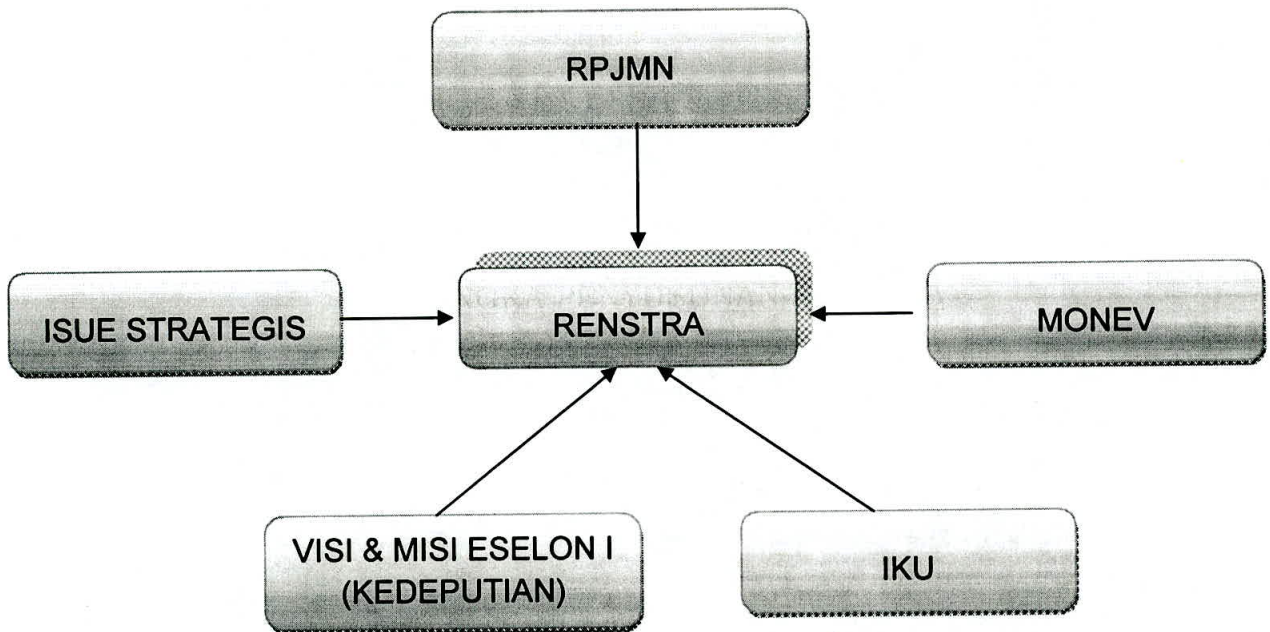 RPJMN
ISUE STRATEGIS
RENSTRA
MONEV
VISI & MISI ESELON I
(KEDEPUTIAN)
IKU